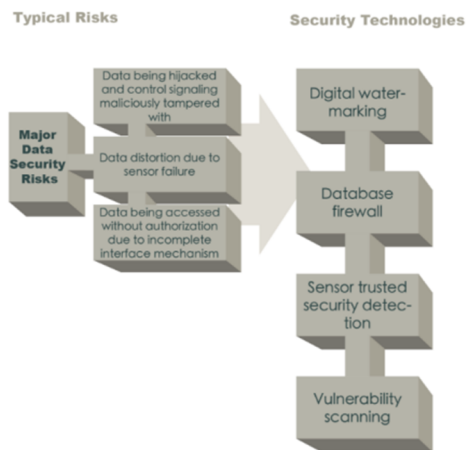 Typical Risks
Security Technologies
Major
Data
Security
Risks
Data being hijacked
and control signaling
maliciously tampered
with
Data distortion due to
sensor failure
Data being accessed
without authorization
due to incomplete
interface mechanism
Digital water-
marking
Database
firewall
Sensor trusted
security detec-
tion
Vulnerability
scanning